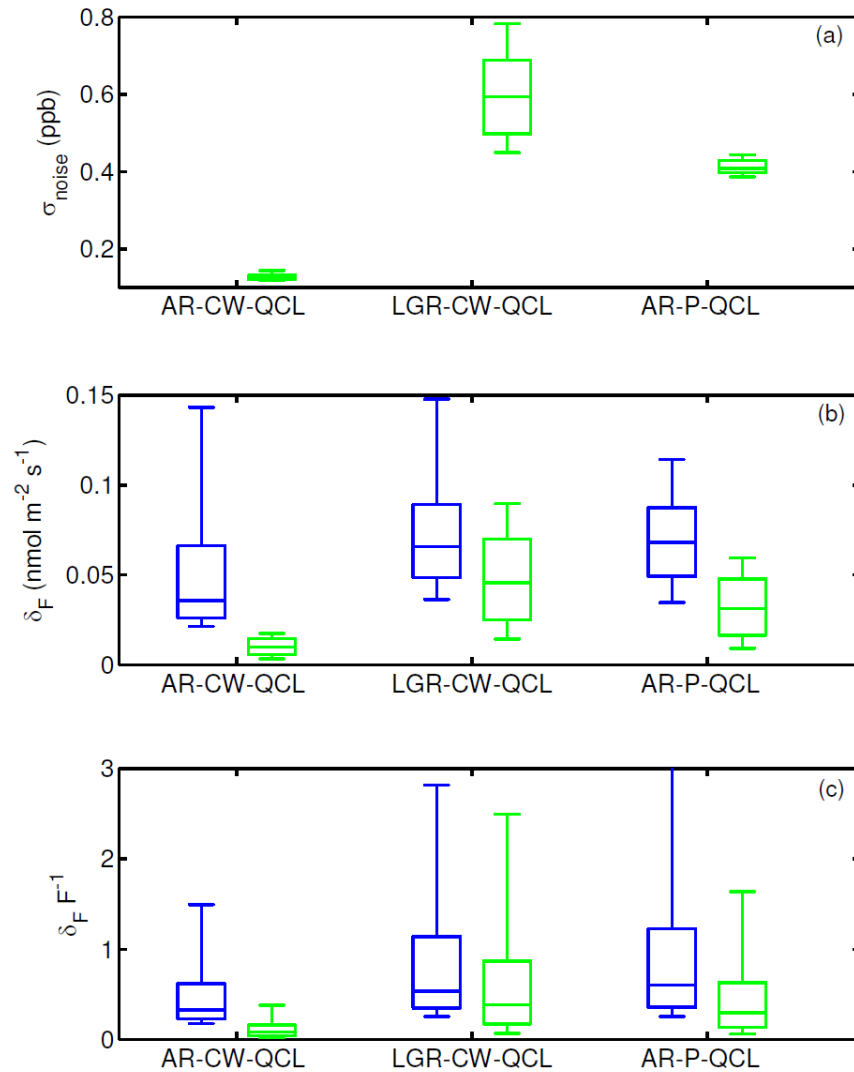 (a)
0.8
0.6
0.4
0.2
σnoise (ppb)
AR-CW-QCL LGR-CW-QCL AR-P-QCL
(b)
0.15
0.1
0.05
0
δF (nmol m-2 s-1)
AR-CW-QCL LGR-CW-QCL AR-P-QCL
(c)
3
2
1
0
δF F-1
AR-CW-QCL LGR-CW-QCL AR-P-QCL